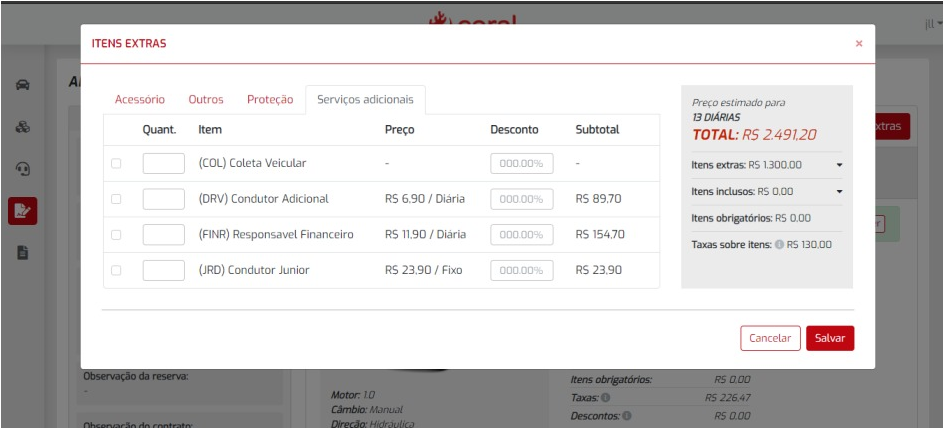 jll
ITENS EXTRAS
×
Acessório Outros Proteção Serviços adicionais
Quant. Item Preço Desconto Subtotal
(COL) Coleta Veicular - 000.00% -
(DRV) Condutor Adicional R$ 6,90 / Diária 000.00% R$ 89,70
(FINR) Responsavel Financeiro R$ 11,90 / Diária 000.00% R$ 154,70
(JRD) Condutor Junior R$ 23,90 / Fixo 000.00% R$ 23,90
Preço estimado para
13 DIÁRIAS
TOTAL: R$ 2.491,20
Itens extras: R$ 1.300,00
Itens inclusos: R$ 0,00
Itens obrigatórios: R$ 0,00
Taxas sobre itens: R$ 130,00
Cancelar Salvar
xtras
Observação da reserva:
-
Observação do contrato:
Motor: 1.0
Câmbio: Manual
Direção: Hidráulica
Itens obrigatórios: R$ 0,00
Taxas: R$ 226,47
Descontos: R$ 0,00